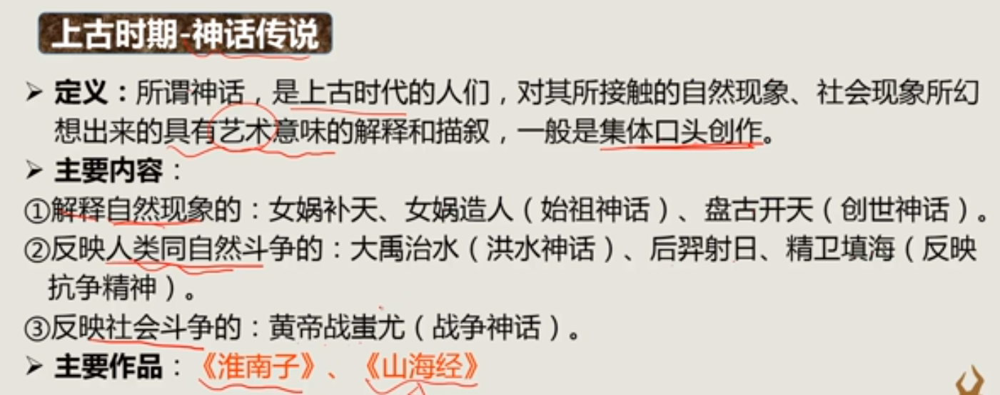 上古时期-神话传说
➢ 定义：所谓神话，是上古时代的人们，对其所接触的自然现象、社会现象所幻
想出来的具有艺术意味的解释和描叙，一般是集体口头创作。
➢ 主要内容：
①解释自然现象的：女娲补天、女娲造人（始祖神话）、盘古开天（创世神话）。
②反映人类同自然斗争的：大禹治水（洪水神话）、后羿射日、精卫填海（反映
抗争精神）。
③反映社会斗争的：黄帝战蚩尤（战争神话）。
➢ 主要作品：《淮南子》、《山海经》